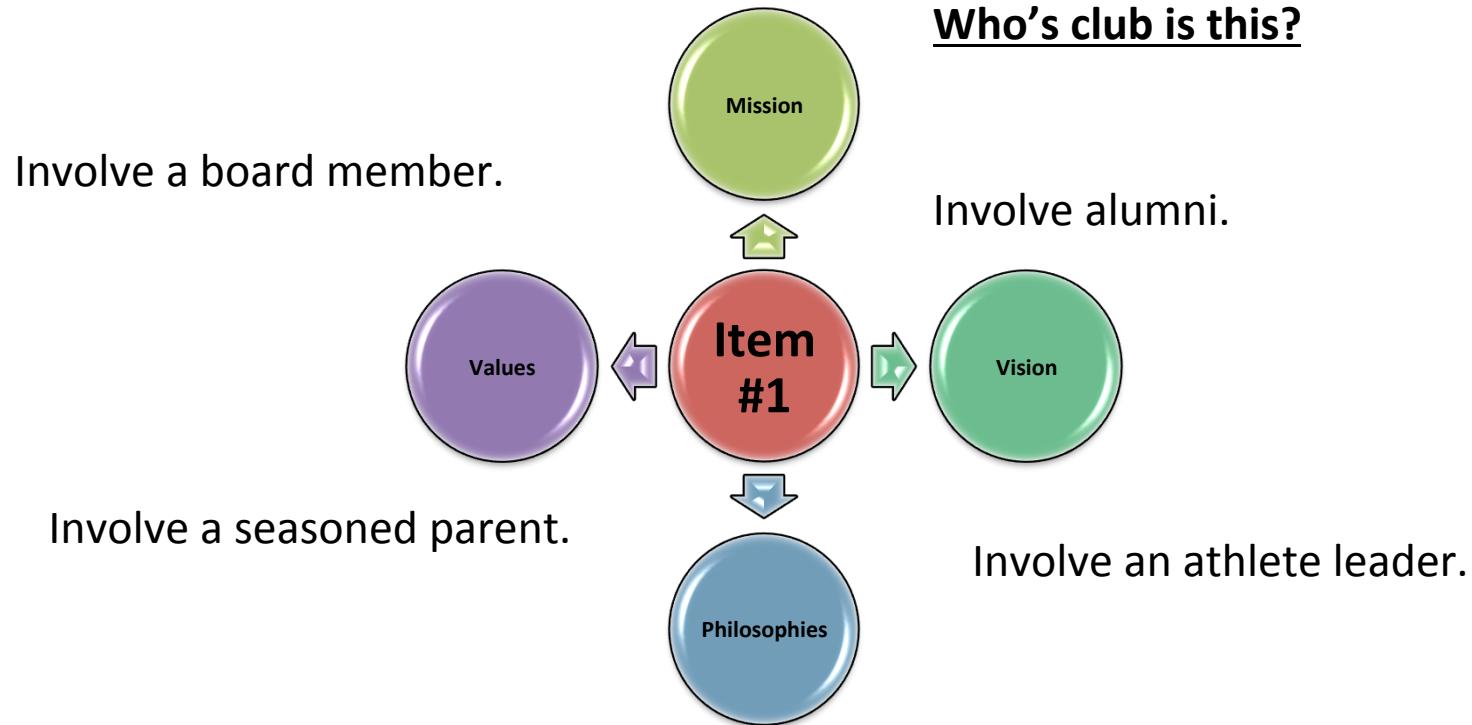 Who’s club is this?
Mission
Involve a board member.
Involve alumni.
Values
Item
#1
Vision
Involve a seasoned parent.
Involve an athlete leader.
Philosophies